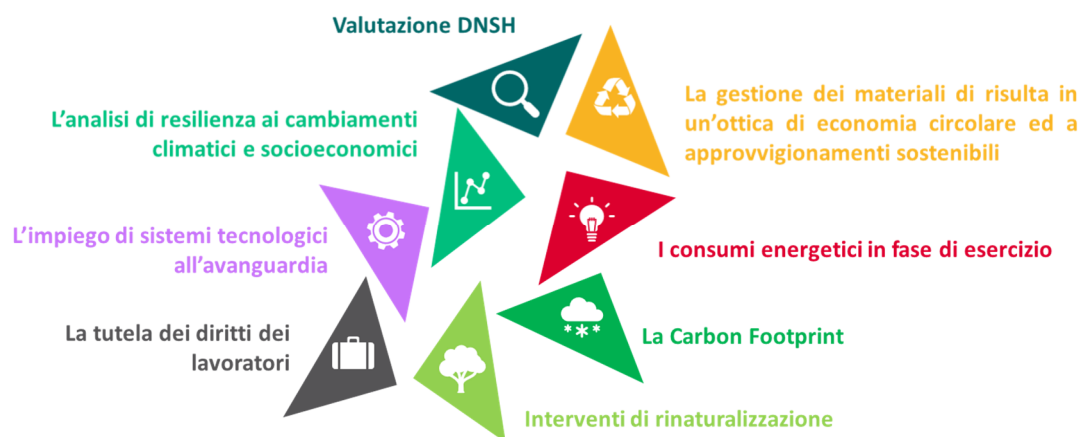 Valutazione DNSH
La gestione dei materiali di risulta in
un'ottica di economia circolare ed a
approvvigionamenti sostenibili
L'analisi di resilienza ai cambiamenti
climatici e socioeconomici
L'impiego di sistemi tecnologici
all'avanguardia
I consumi energetici in fase di esercizio
La tutela dei diritti dei
lavoratori
La Carbon Footprint
Interventi di rinaturalizzazione